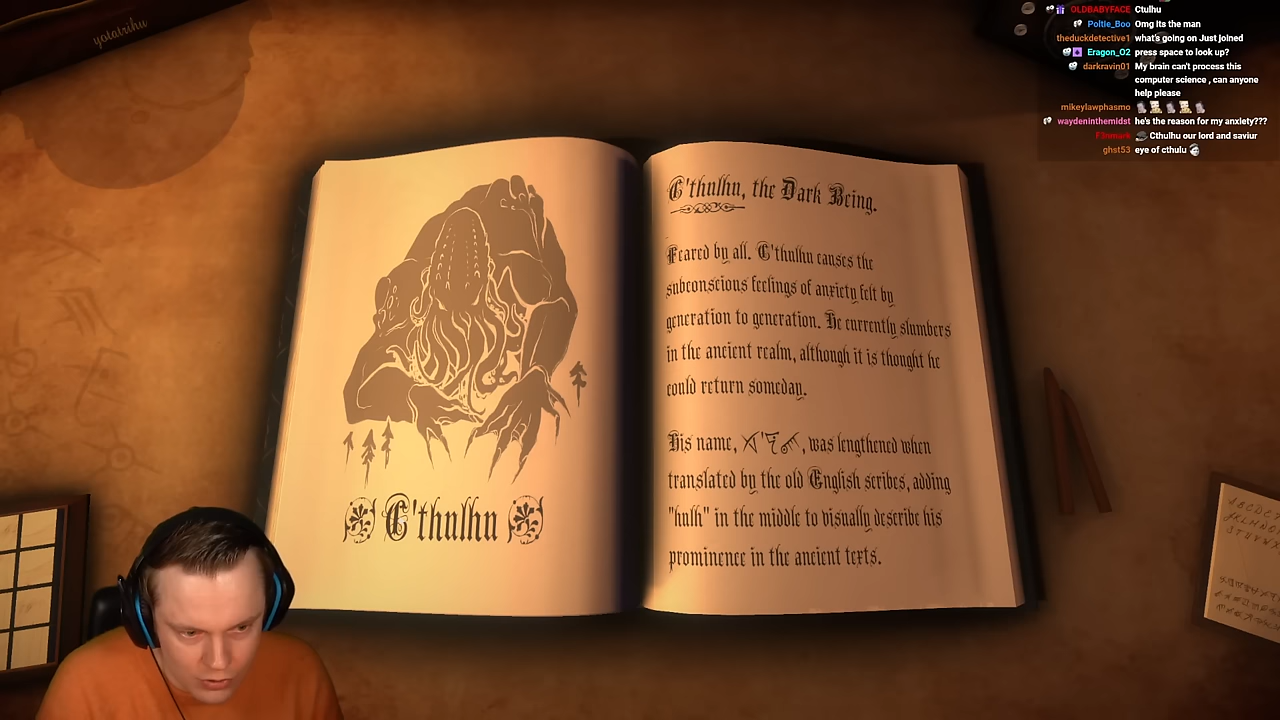 yotatrihu
OLDBABYFACE Ctulhu
Poltie_Boo Omg Its the man
theduckdetective1 what's going on Just joined
Eragon_O2 press space to look up?
darkravin01 My brain can't process this
computer science , can anyone
help please
mikeylawphasmo
waydeninthemidst he's the reason for my anxiety???
Cthulhu our lord and saviur
ghst53 eye of cthulu
C'thulhu
C'thulhu, the Dark Being.
Feared by all. C'thulhu causes the
subconscious feelings of anxiety felt by
generation to generation. He currently slumbers
in the ancient realm, although it is thought he
could return someday.
His name, , was lengthened when
translated by the old English scribes, adding
"hulh" in the middle to visually describe his
prominence in the ancient texts.